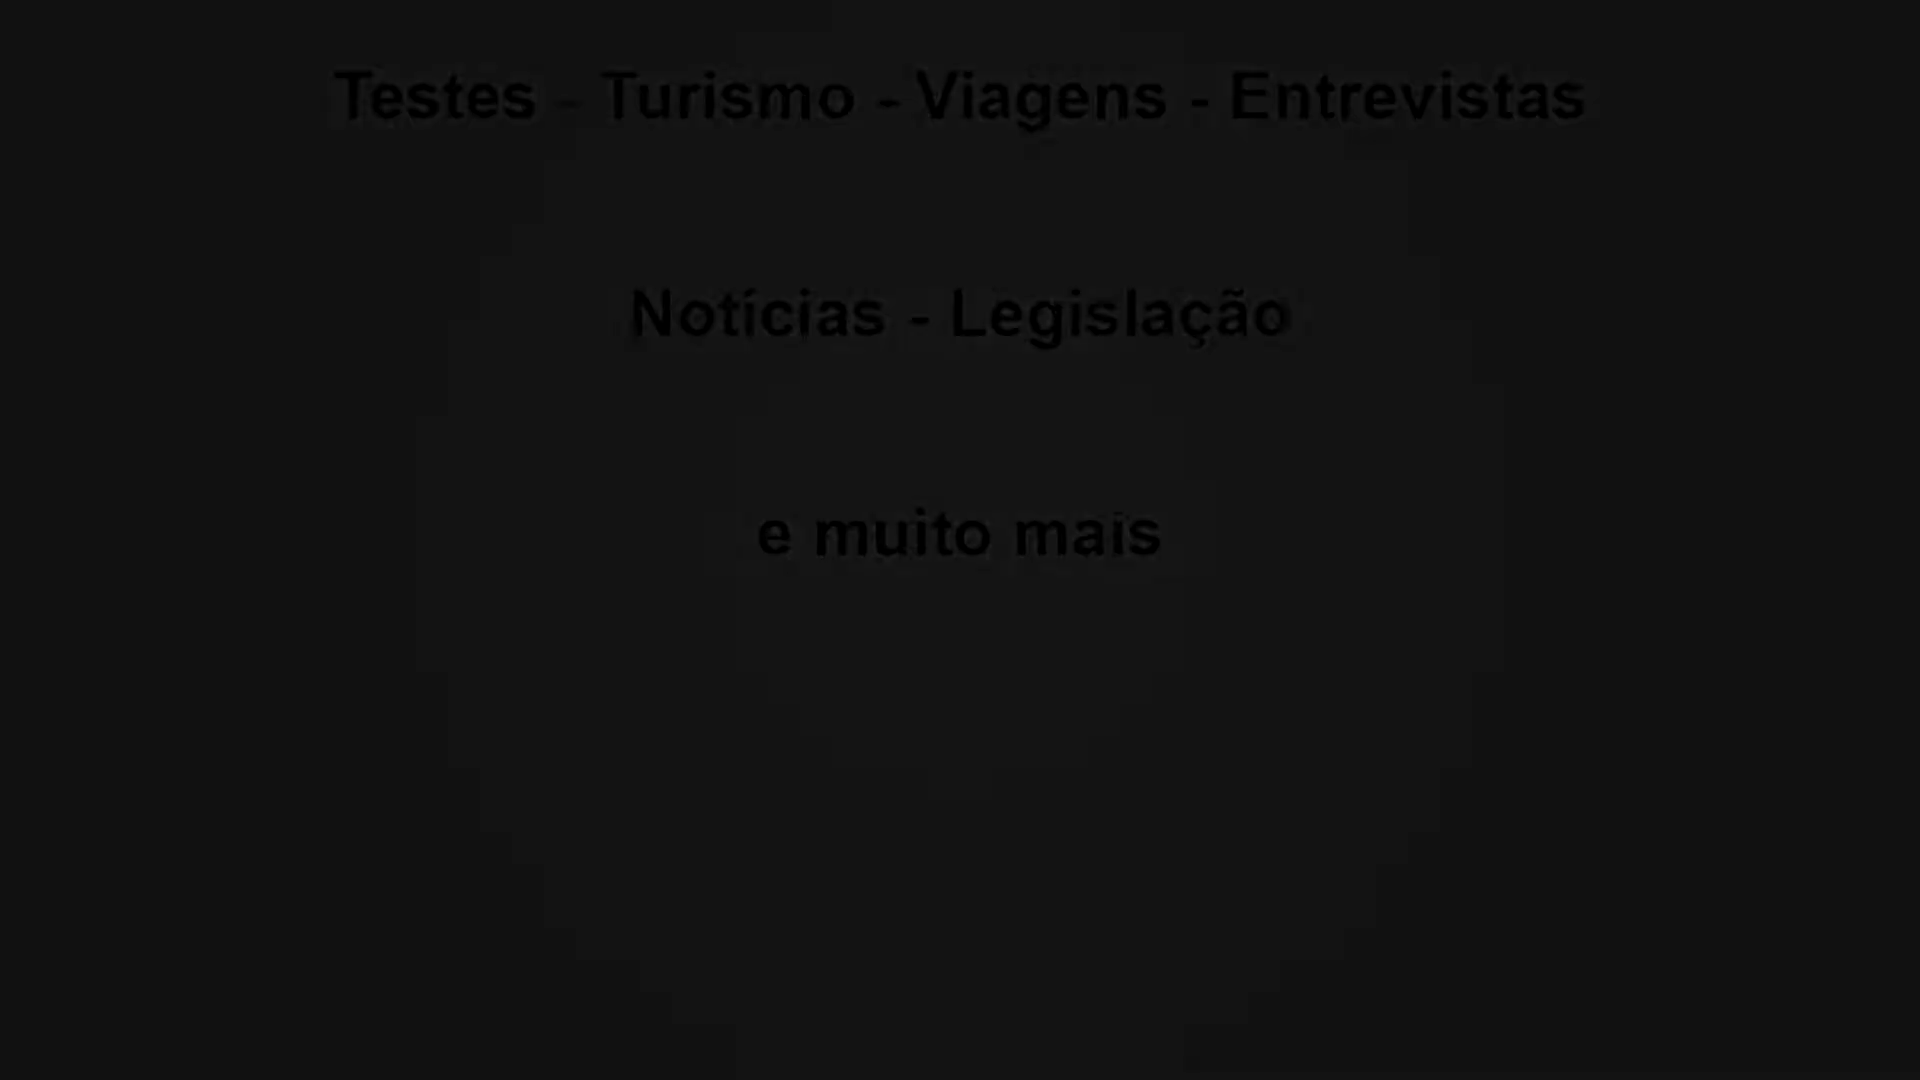 Testes - Turismo - Viagens - Entrevistas
Notícias - Legislação
e muito mais